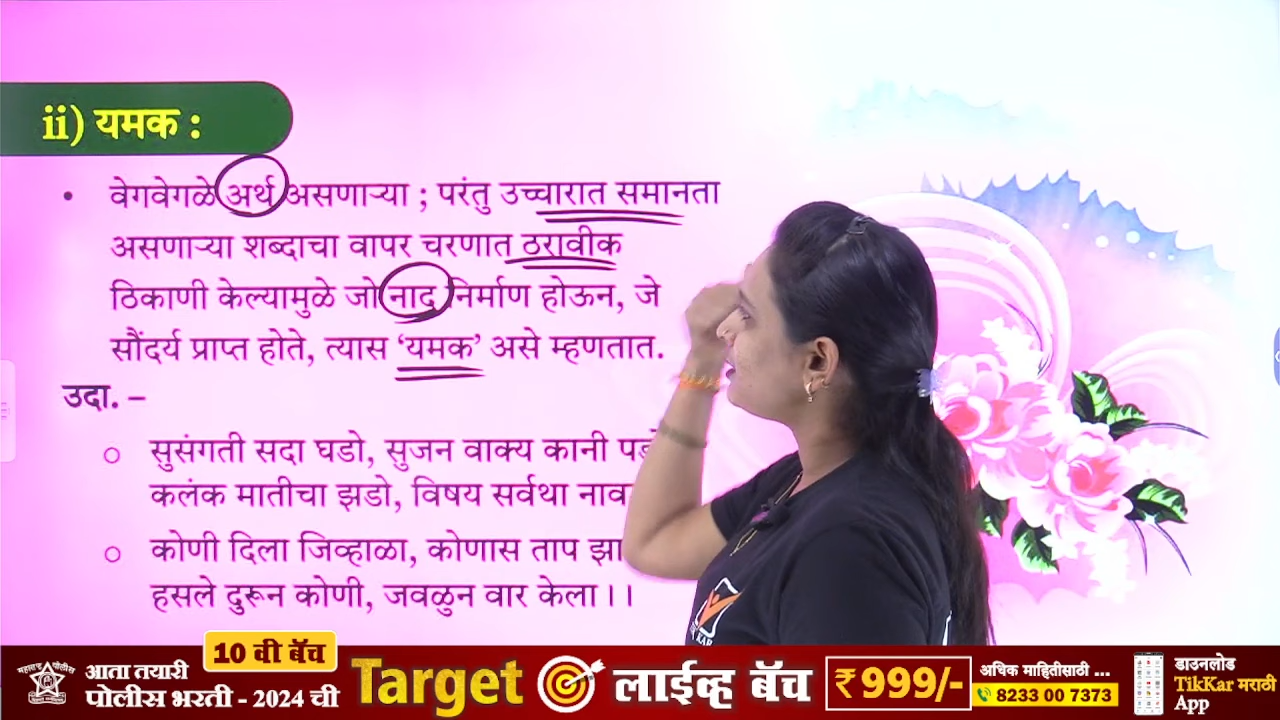 ii) यमक :
• वेगवेगळे अर्थ असणाऱ्या ; परंतु उच्चारात समानता
असणाऱ्या शब्दाचा वापर चरणात ठरावीक
ठिकाणी केल्यामुळे जो नाद निर्माण होऊन, जे
सौंदर्य प्राप्त होते, त्यास ‘यमक’ असे म्हणतात.
उदा. –
सुसंगती सदा घडो, सुजन वाक्य कानी
कलंक मातीचा झडो, विषय सर्वथा
कोणी दिला जिव्हाळा, कोणास ताप
हसले दुरून कोणी, जवळुन वार केला।।
10 वी बॅच
महाराष्ट्र पोलीस
आता तयारी
पोलीस भरती - 2024 ची
Target लाईव्ह बॅच
₹999/-
अधिक माहितीसाठी ...
8233 00 7373
डाउनलोड
TikKar मराठी
App